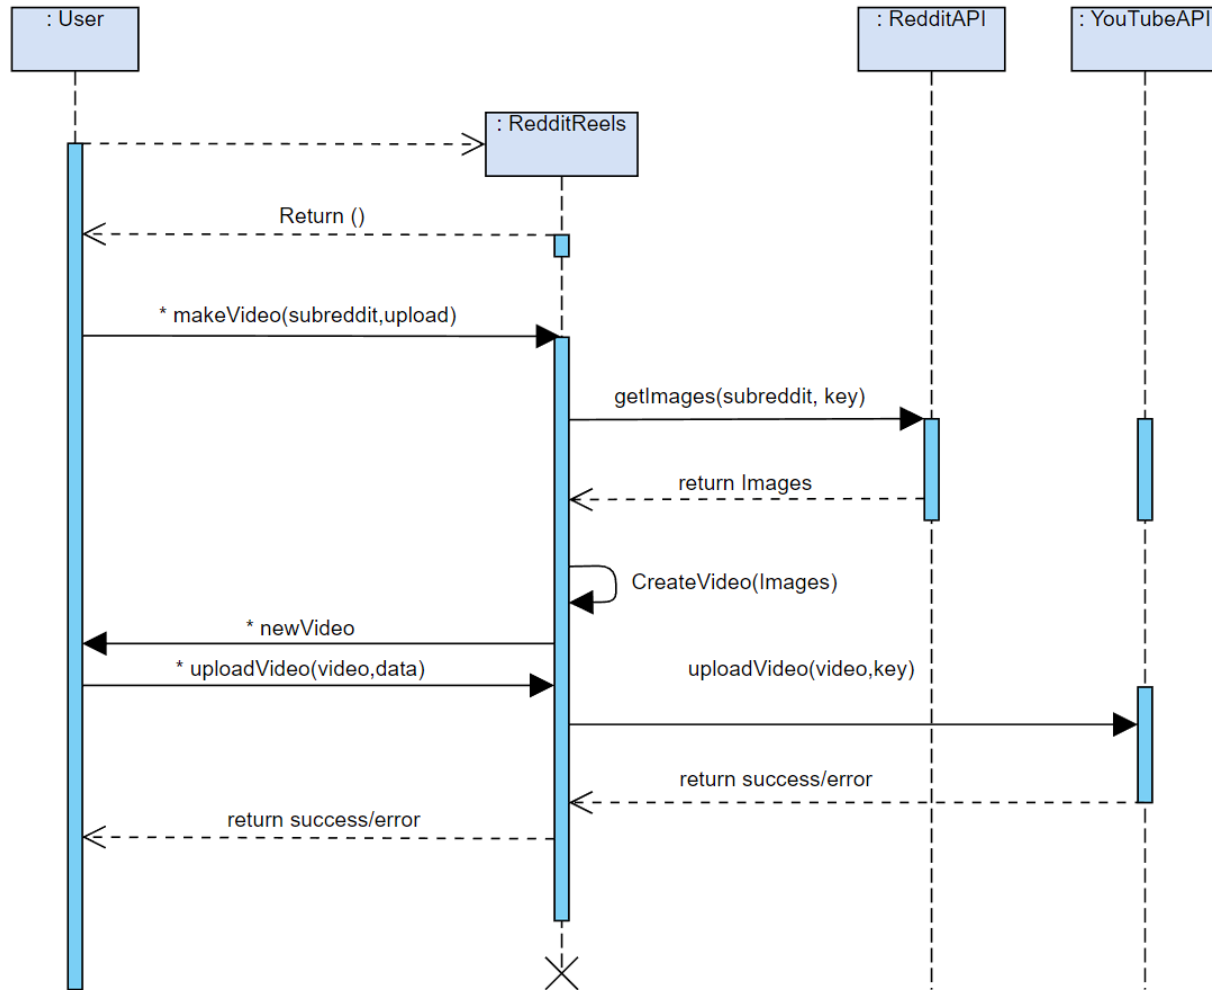 : User
: RedditAPI
: YouTubeAPI
: RedditReels
Return ()
* makeVideo(subreddit,upload)
getImages(subreddit, key)
return Images
CreateVideo(Images)
* newVideo
* uploadVideo(video,data)
uploadVideo(video,key)
return success/error
return success/error